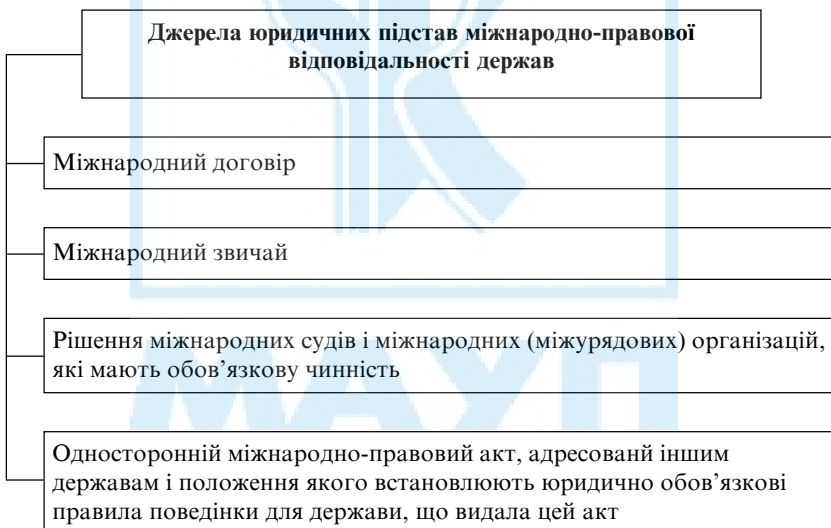 Джерела юридичних підстав міжнародно-правової
відповідальності держав
Міжнародний договір
Міжнародний звичай
Рішення міжнародних судів і міжнародних (міжурядових) організацій,
які мають обов’язкову чинність
Односторонній міжнародно-правовий акт, адресованй іншим
державам і положення якого встановлюють юридично обов’язкові
правила поведінки для держави, що видала цей акт
МАУП